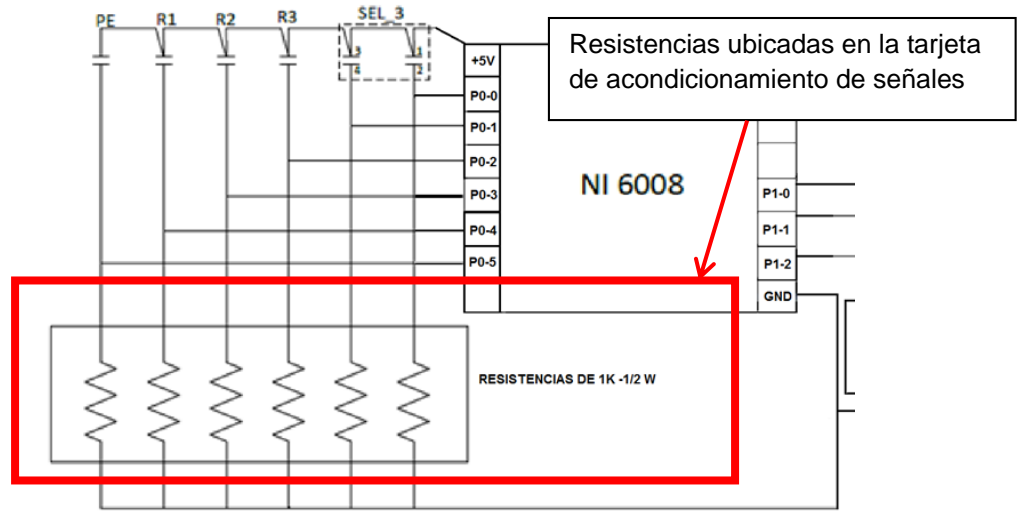 PE R1 R2 R3 SEL_3
3 1
4 2
Resistencias ubicadas en la tarjeta
de acondicionamiento de señales
+5V
P0-0
P0-1
P0-2
P0-3
P0-4
P0-5
NI 6008
P1-0
P1-1
P1-2
GND
RESISTENCIAS DE 1K -1/2 W